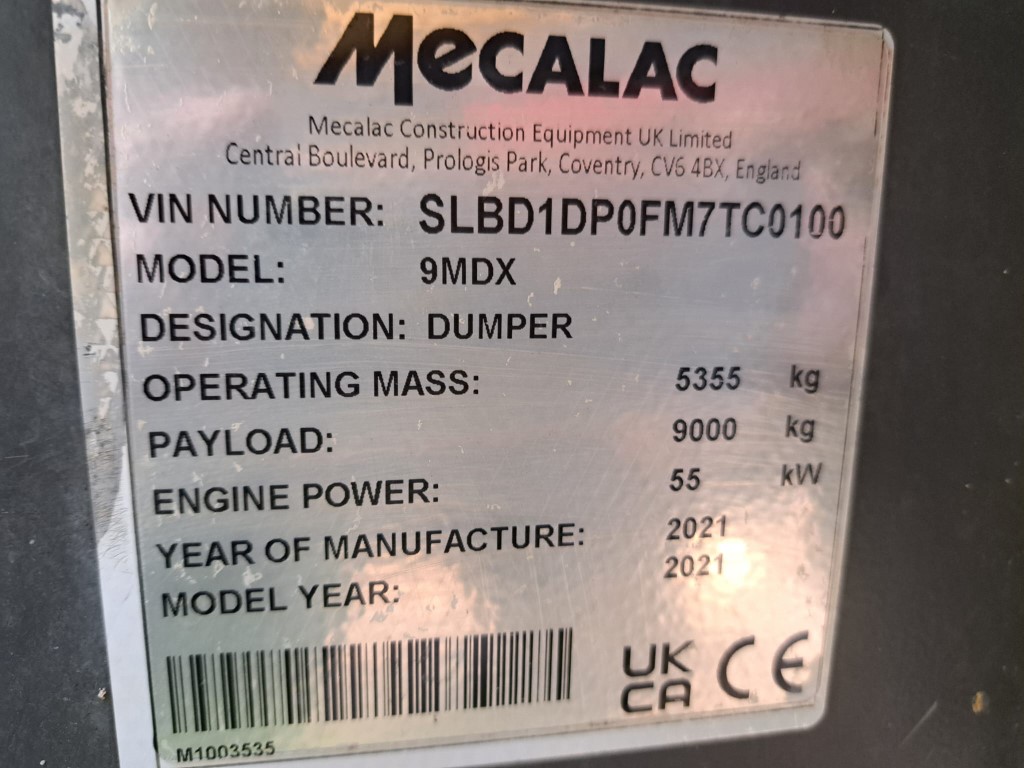 MECALAC
Mecalac Construction Equipment UK Limited
Central Boulevard, Prologis Park, Coventry, CV6 4BX, England
VIN NUMBER: SLBD1DP0FM7TC0100
MODEL: 9MDX
DESIGNATION: DUMPER
OPERATING MASS: 5355 kg
PAYLOAD: 9000 kg
ENGINE POWER: 55 kW
YEAR OF MANUFACTURE: 2021
MODEL YEAR: 2021
UK CA CE
M1003535